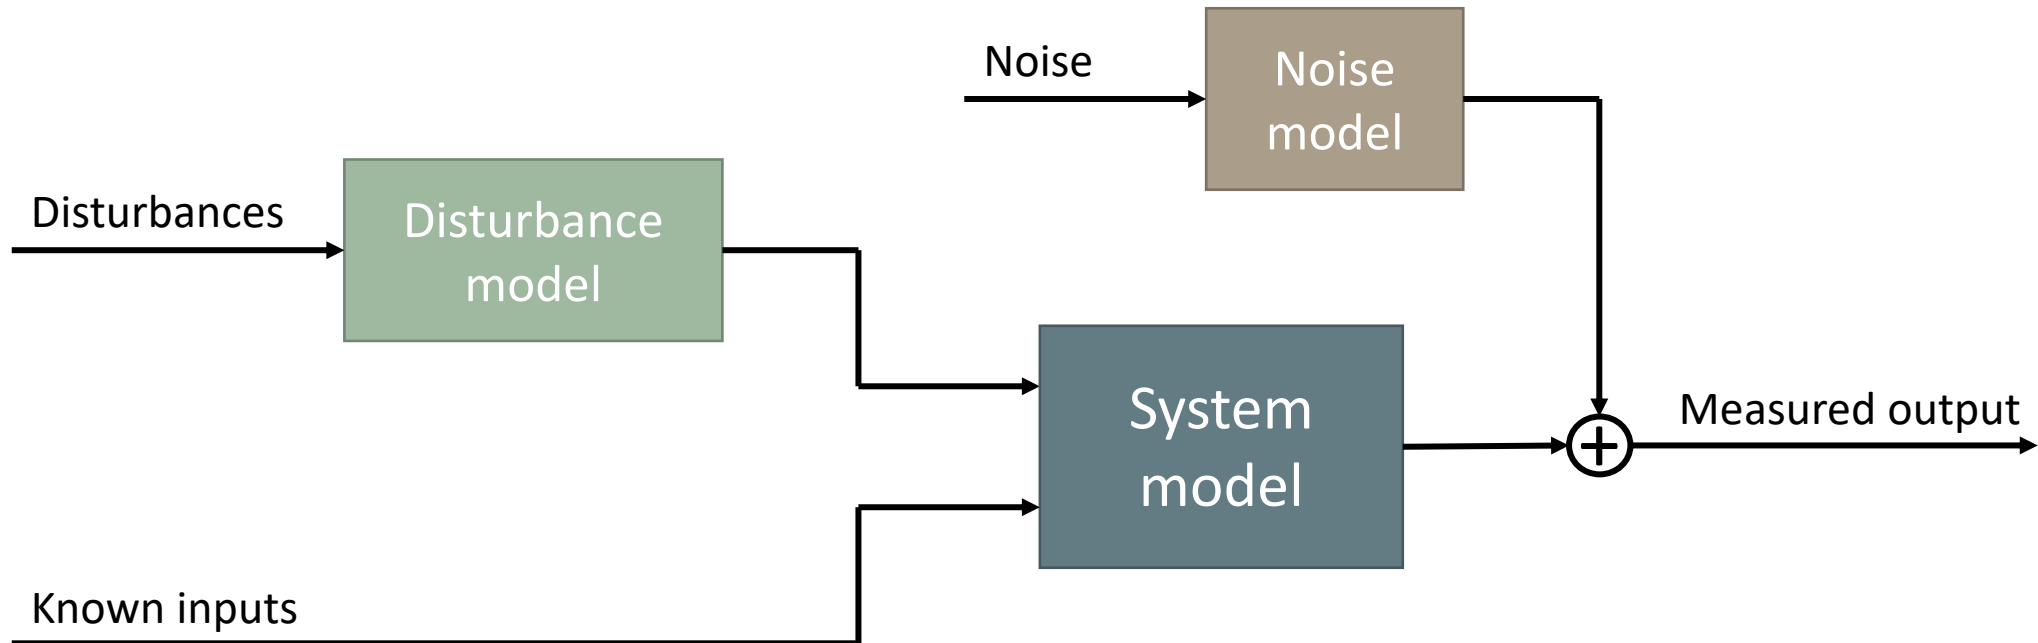 Noise
Noise
model
Disturbances
Disturbance
model
System
model
Measured output
Known inputs